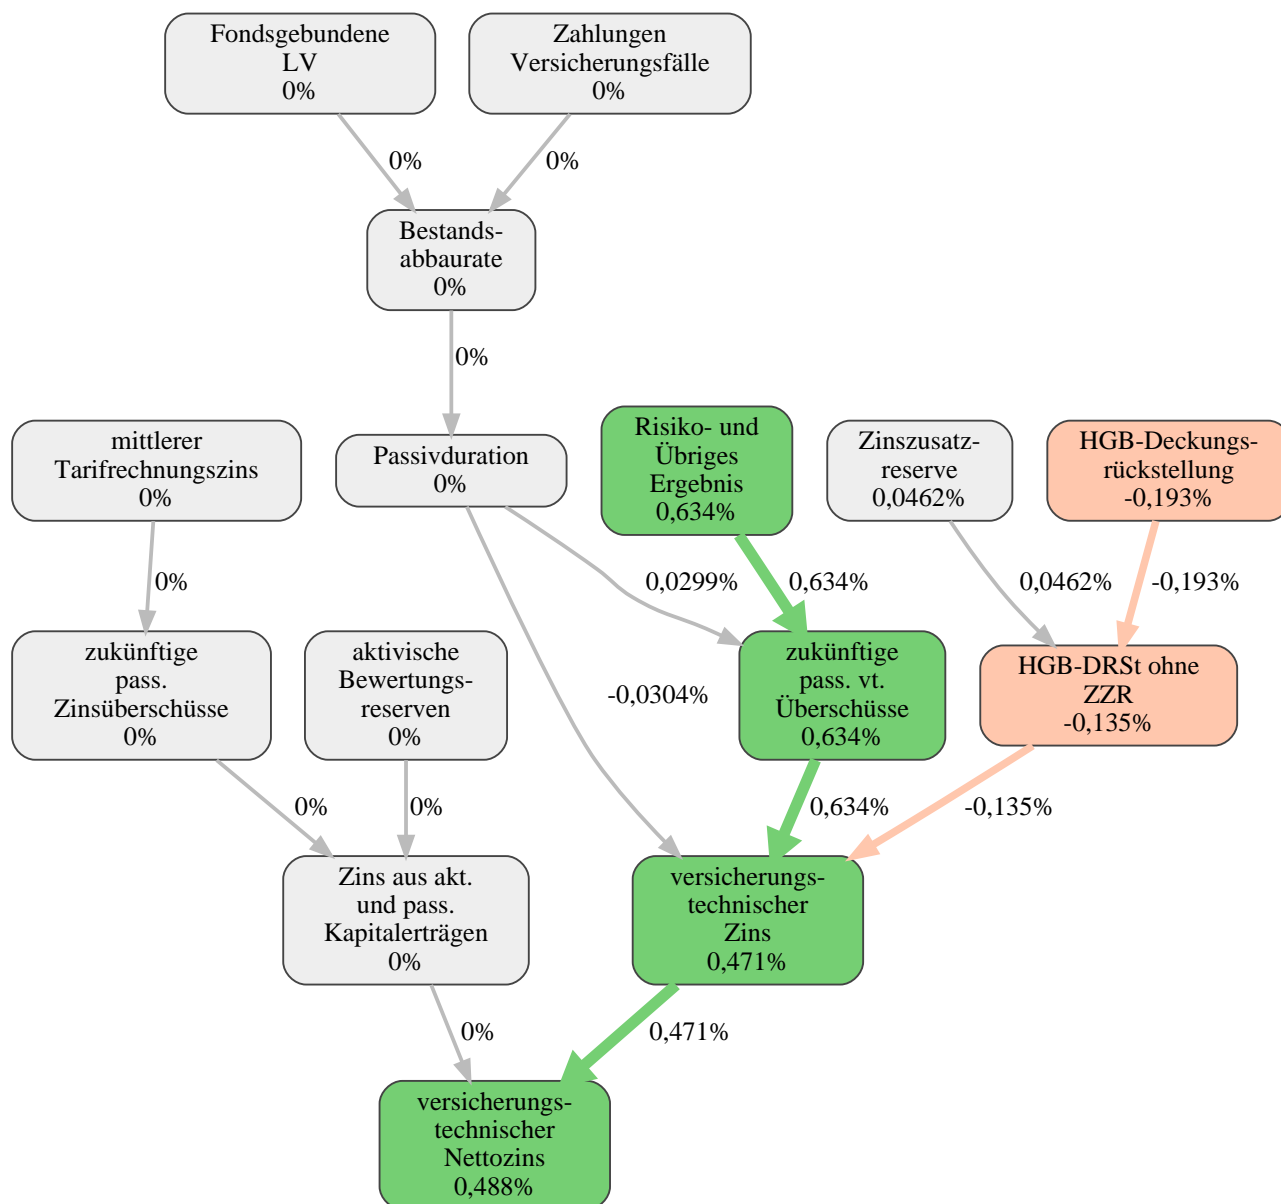 Fondsgebundene
LV
0%
Zahlungen
Versicherungsfälle
0%
0%
0%
Bestands-
abbaurate
0%
0%
mittlerer
Tarifrechnungszins
0%
Passivduration
0%
Risiko- und
Übriges
Ergebnis
0,634%
Zinszusatz-
reserve
0,0462%
HGB-Deckungs-
rückstellung
-0,193%
0%
0,0299%
0,634%
0,0462%
-0,193%
zukünftige
pass.
Zinsüberschüsse
0%
aktivische
Bewertungs-
reserven
0%
-0,0304%
zukünftige
pass. vt.
Überschüsse
0,634%
HGB-DRSt ohne
ZZR
-0,135%
0%
0%
0,634%
-0,135%
Zins aus akt.
und pass.
Kapitalerträgen
0%
versicherungs-
technischer
Zins
0,471%
0%
0,471%
versicherungs-
technischer
Nettozins
0,488%